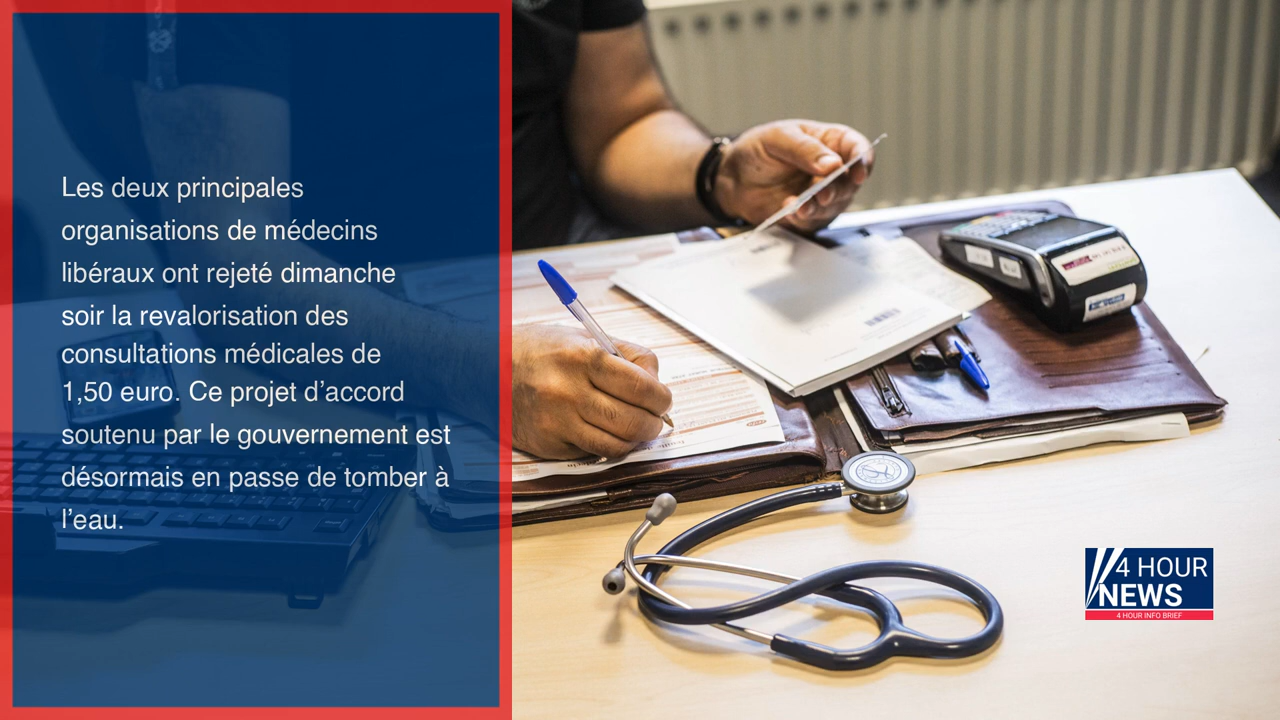 Les deux principales
organisations de médecins
libéraux ont rejeté dimanche
soir la revalorisation des
consultations médicales de
1,50 euro. Ce projet d’accord
soutenu par le gouvernement est
désormais en passe de tomber à
l’eau.
4 HOUR
NEWS
4 HOUR INFO BRIEF